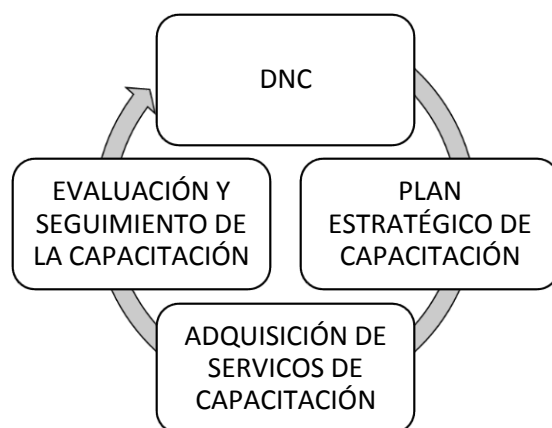 DNC
PLAN
ESTRATÉGICO DE
CAPACITACIÓN
ADQUISICIÓN DE
SERVICOS DE
CAPACITACIÓN
EVALUACIÓN Y
SEGUIMIENTO DE
LA CAPACITACIÓN